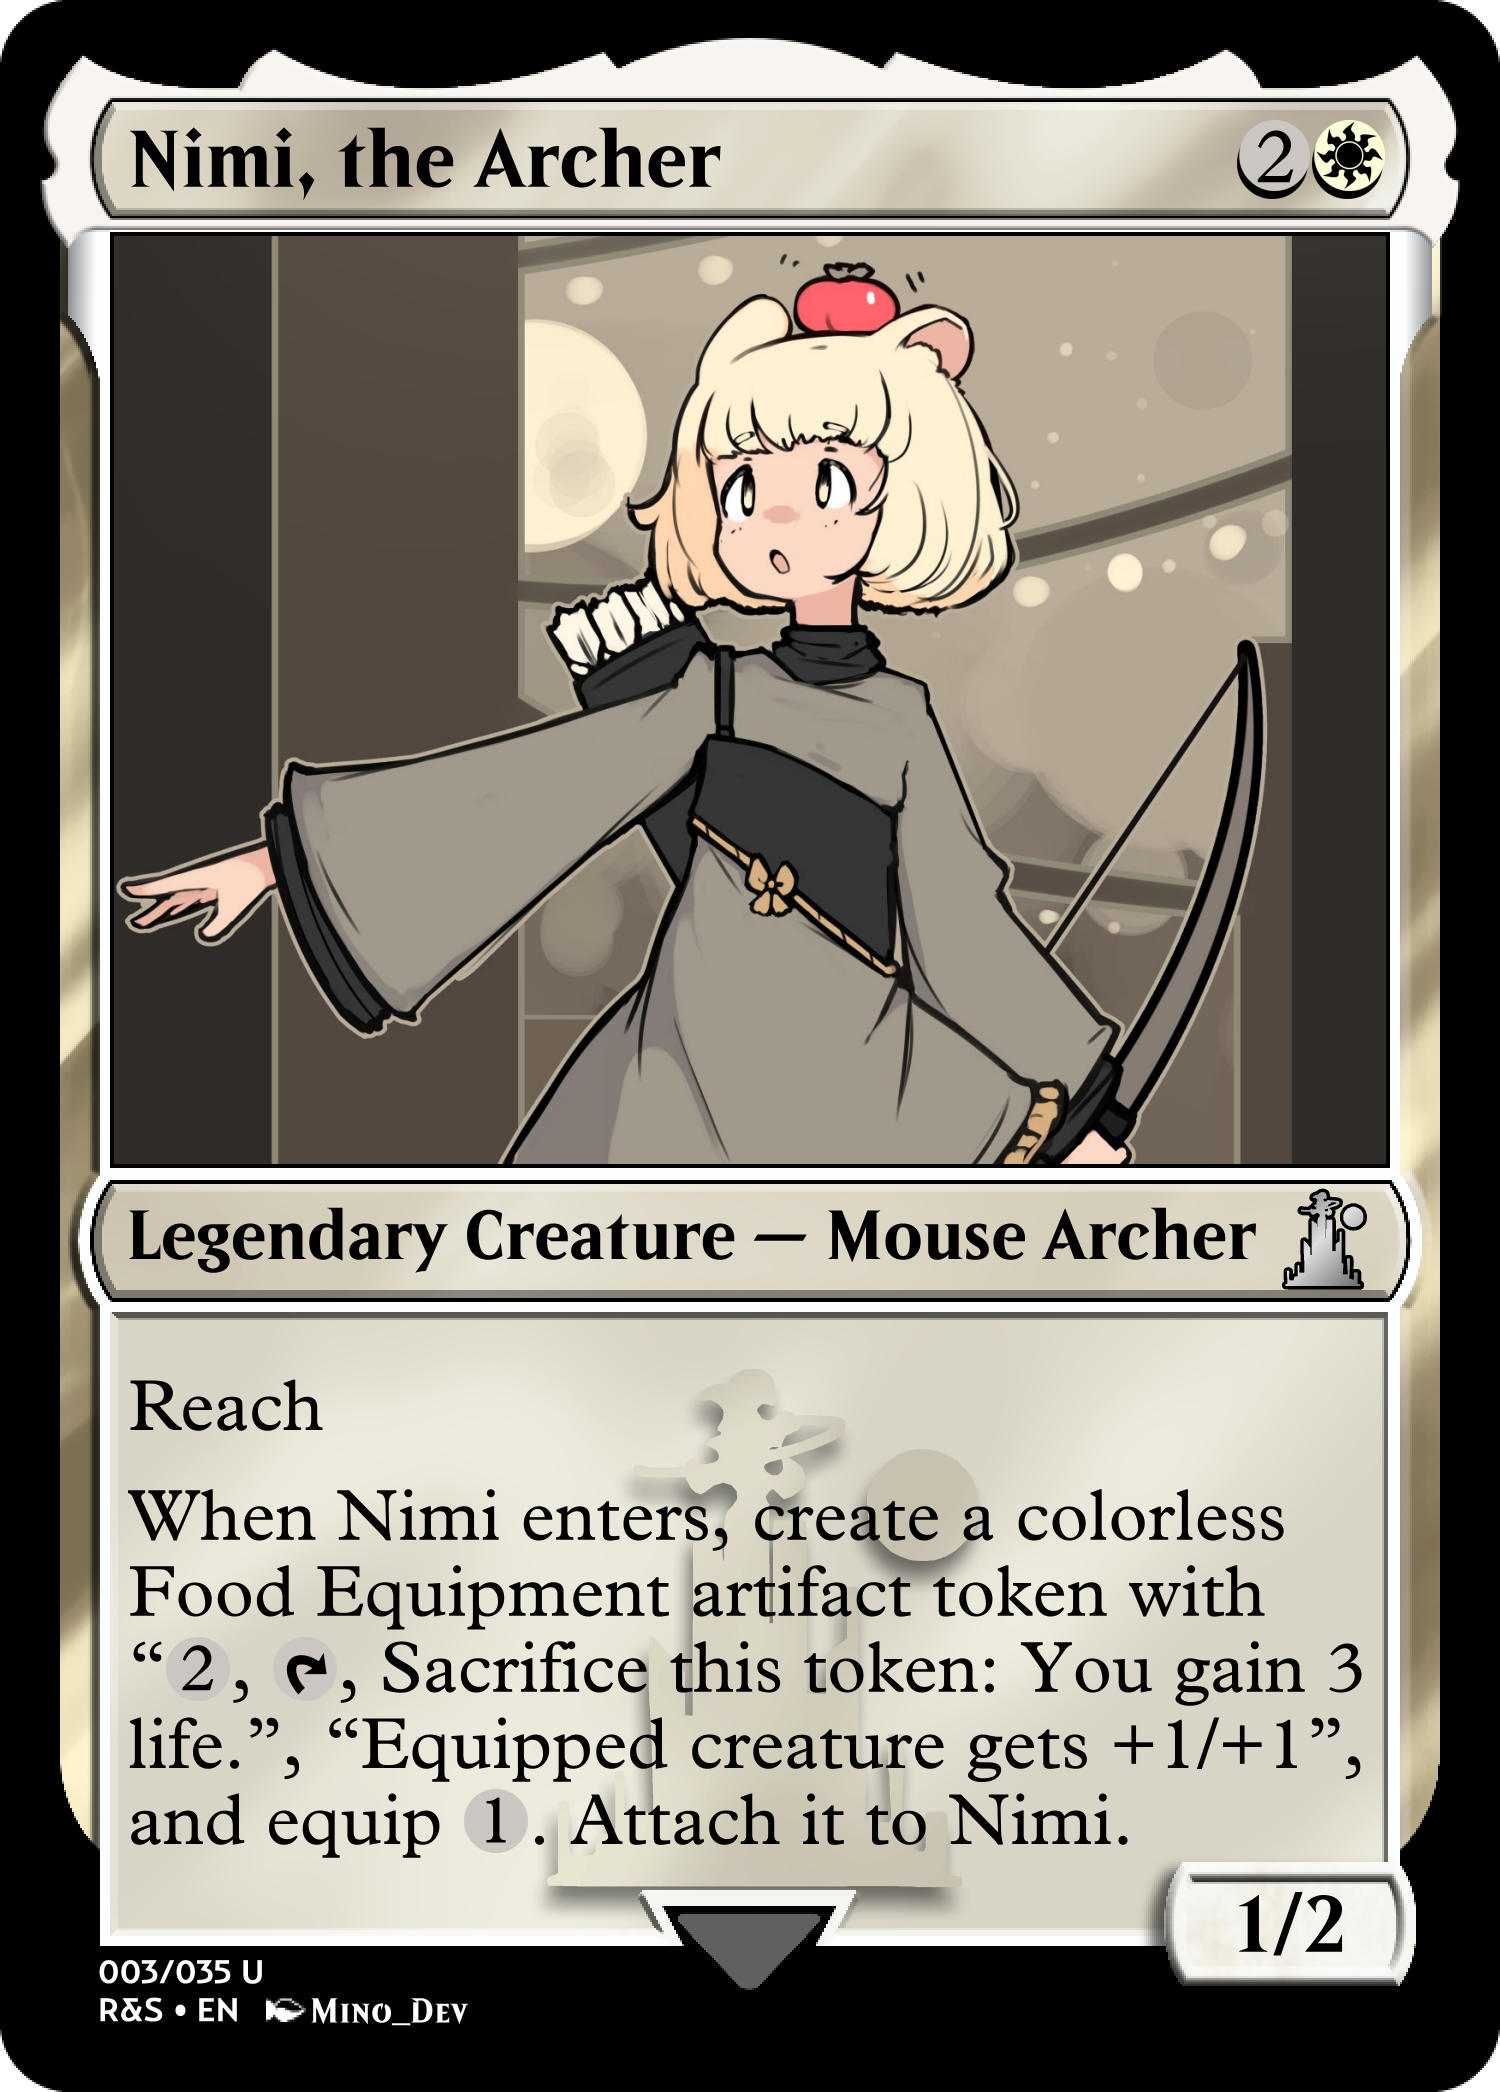 Nimi, the Archer 2
Legendary Creature — Mouse Archer
Reach
When Nimi enters, create a colorless
Food Equipment artifact token with
“2, , Sacrifice this token: You gain 3
life.”, “Equipped creature gets +1/+1”,
and equip 1. Attach it to Nimi.
1/2
003/035 U
R&S • EN Mino_Dev